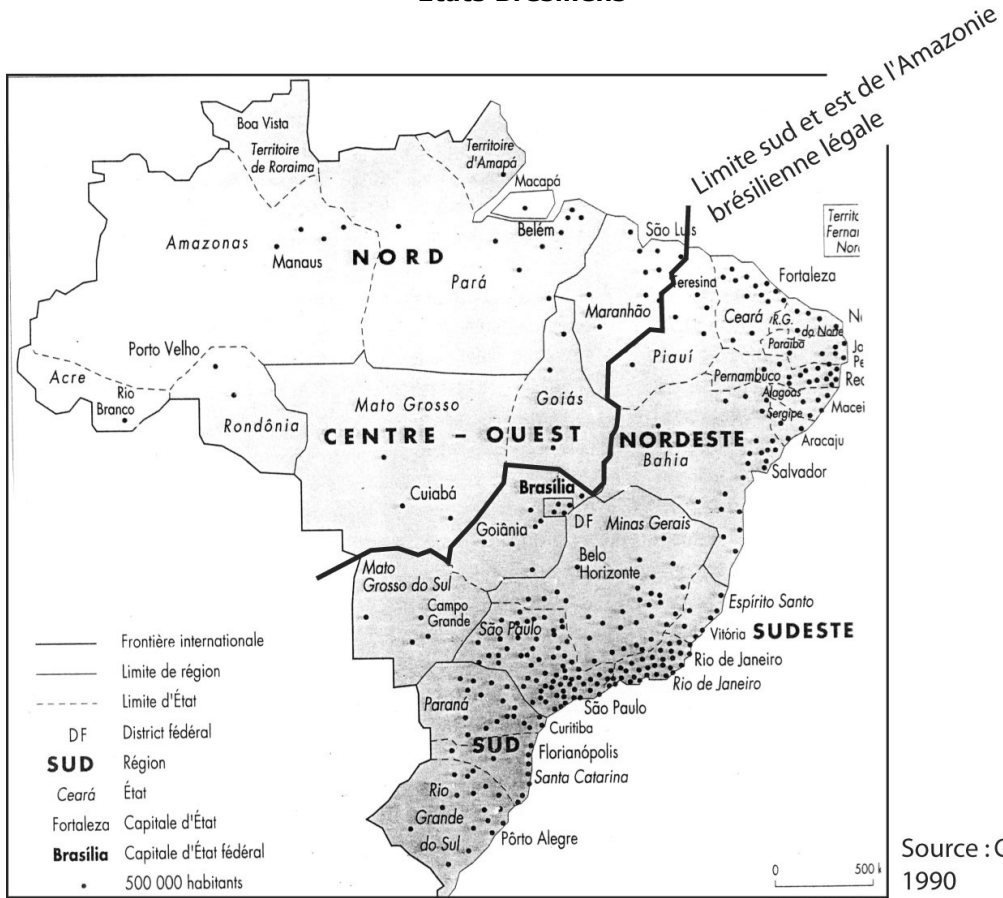 Limite sud et est de l'Amazonie
brésilienne légale
Boa Vista
Territoire
de Roraima
Territoire
d'Amapá
Macapá
Belém
São Luís
Fortaleza
Amazonas
Manaus
NORD
Pará
Teresina
Maranhão
Ceará
R.G.
do Norte
Paraíba
Piauí
Pernambuco
Alagoas
Sergipe
Aracaju
Salvador
Porto Velho
Acre
Rio
Branco
Rondônia
Mato Grosso
Goiás
CENTRE – OUEST
NORDESTE
Bahia
Cuiabá
Brasília
DF
Goiânia
Minas Gerais
Belo
Horizonte
Mato
Grosso do Sul
Campo
Grande
São Paulo
Espírito Santo
Vitória
SUDESTE
Rio de Janeiro
Rio de Janeiro
São Paulo
Paraná
Curitiba
SUD
Florianópolis
Santa Catarina
Rio
Grande
do Sul
Pôrto Alegre
Frontière internationale
Limite de région
Limite d'État
DF District fédéral
SUD Région
Ceará État
Fortaleza Capitale d'État
Brasília Capitale d'État fédéral
500 000 habitants
0 500 k
Source :
1990